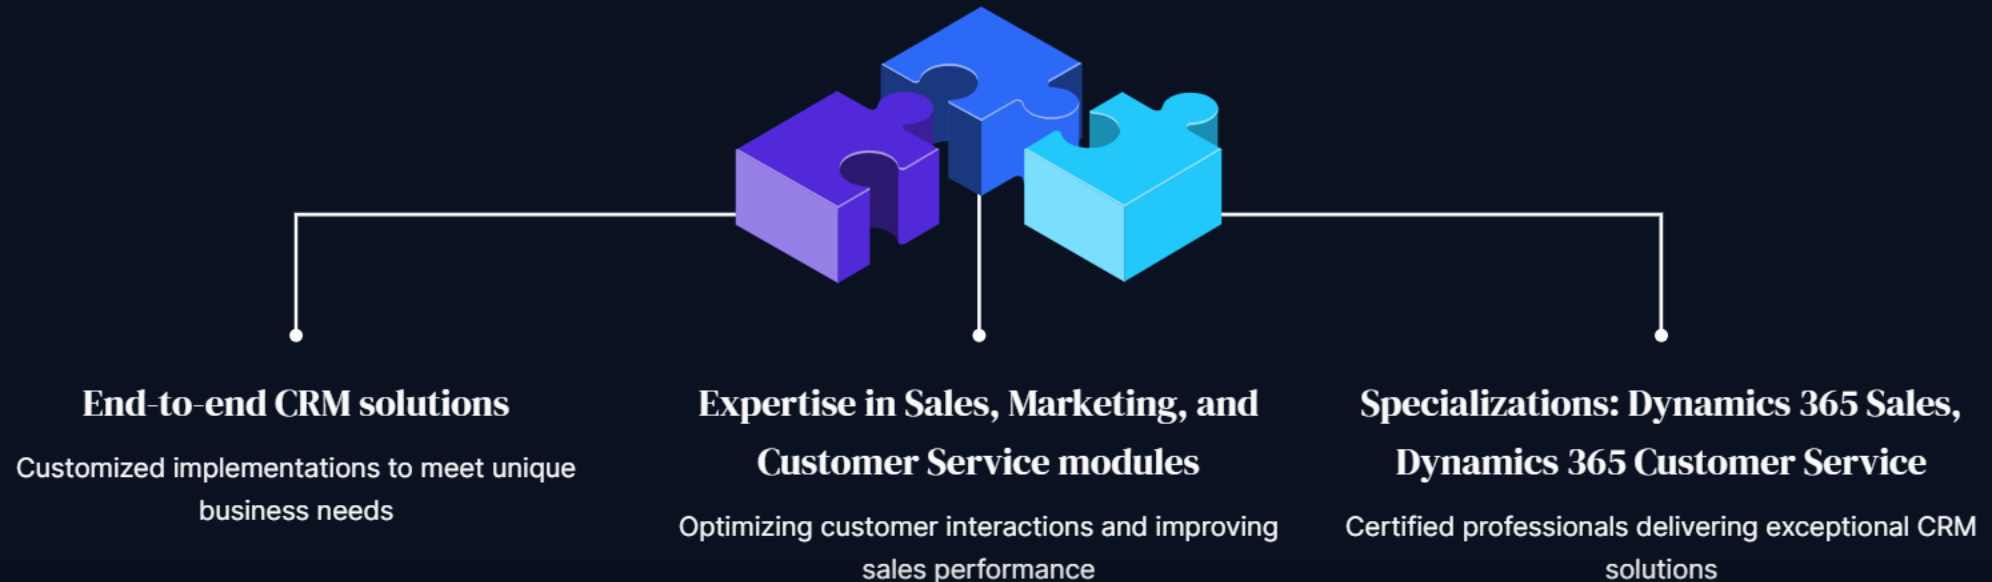 End-to-end CRM solutions
Customized implementations to meet unique
business needs
Expertise in Sales, Marketing, and
Customer Service modules
Optimizing customer interactions and improving
sales performance
Specializations: Dynamics 365 Sales,
Dynamics 365 Customer Service
Certified professionals delivering exceptional CRM
solutions